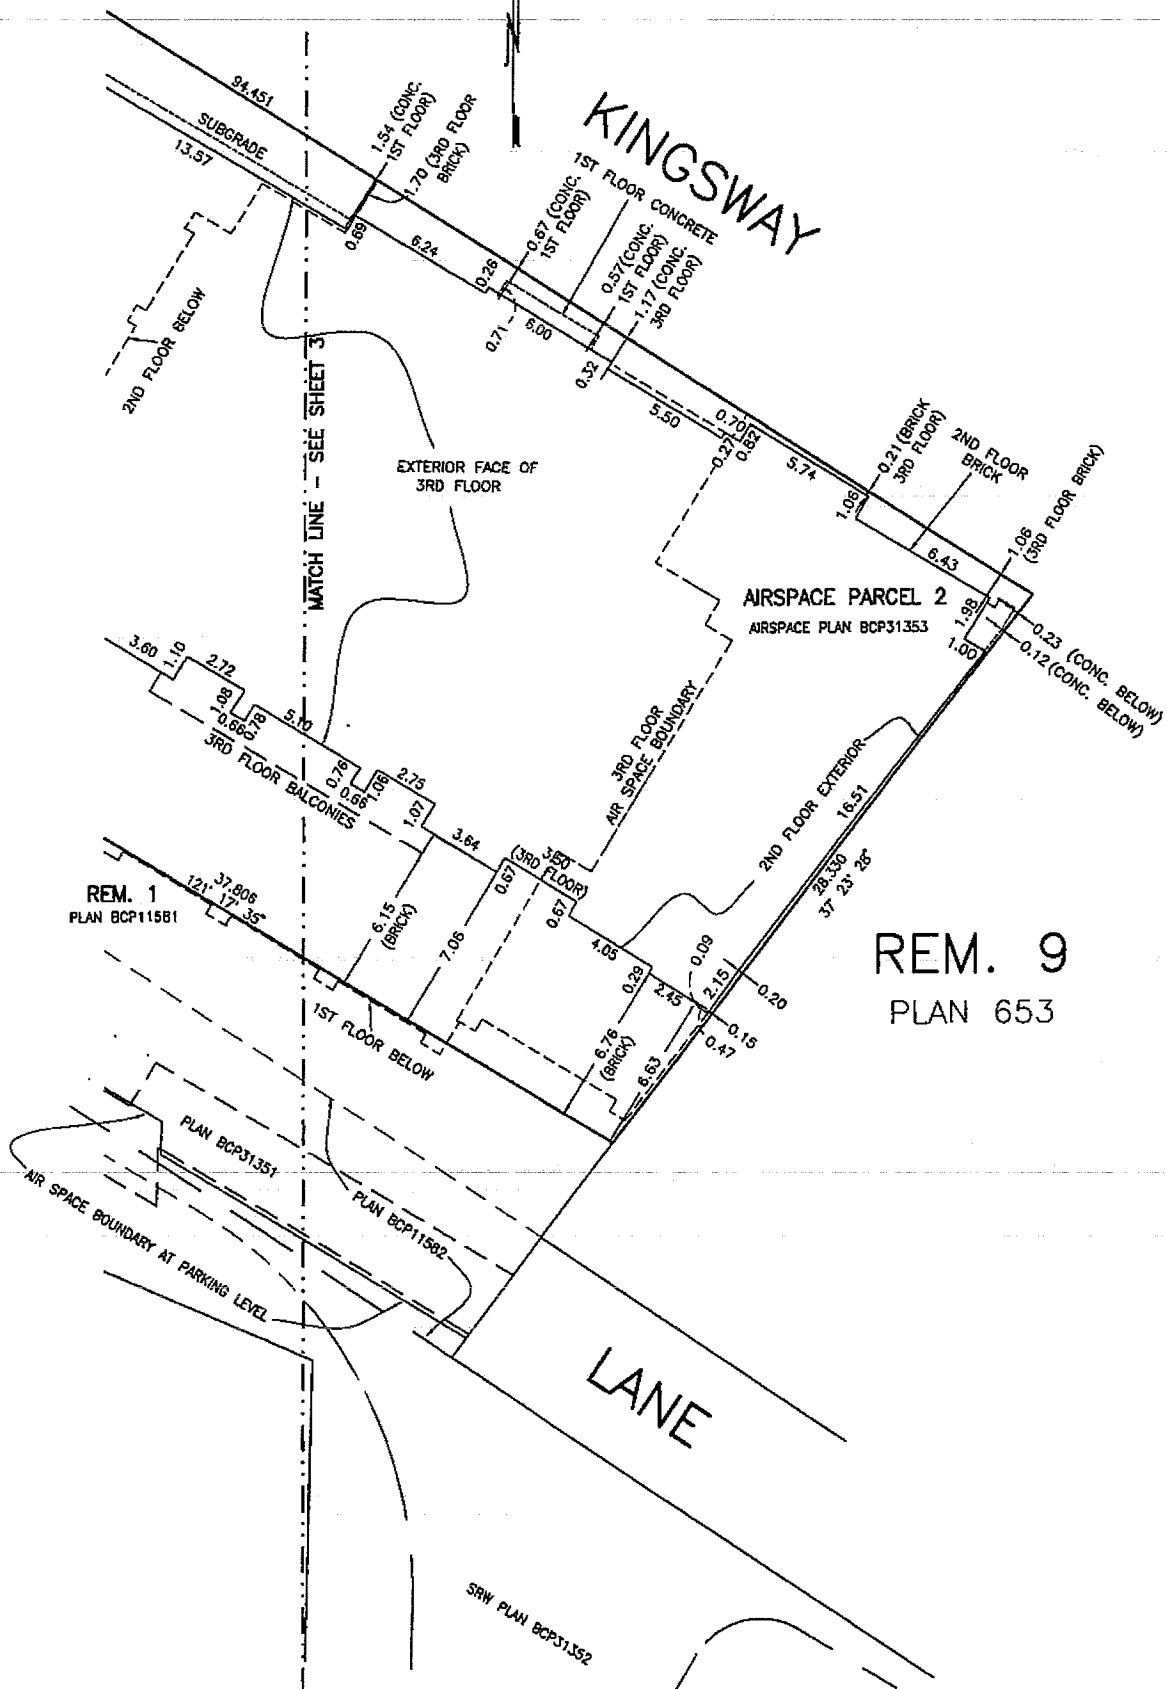 N
94.451
SUBGRADE
13.57
1.54 (CONC.
1ST FLOOR)
1.70 (3RD FLOOR
BRICK)
KINGSWAY
1ST FLOOR CONCRETE
0.69
6.24
0.26
0.67 (CONC.
1ST FLOOR)
0.57 (CONC.
1ST FLOOR)
1.17 (CONC.
3RD FLOOR)
0.71
6.00
0.32
5.50
0.70
0.82
0.27
5.74
0.21 (BRICK
3RD FLOOR)
2ND FLOOR
BRICK
1.06
6.43
1.06
(3RD FLOOR BRICK)
2ND FLOOR BELOW
MATCH LINE - SEE SHEET 3
EXTERIOR FACE OF
3RD FLOOR
AIRSPACE PARCEL 2
AIRSPACE PLAN BCP31353
1.98
1.00
0.23 (CONC. BELOW)
0.12 (CONC. BELOW)
3.60
1.10
2.72
1.08
0.66
0.78
5.10
3RD FLOOR BALCONIES
0.76
0.66
1.06
2.75
1.07
3.64
3RD FLOOR
AIR SPACE BOUNDARY
2ND FLOOR EXTERIOR
16.51
28.330
37° 23' 28"
3.50
(3RD FLOOR)
0.67
0.67
REM. 1
PLAN BCP11581
37.806
121° 17' 35"
6.15
(BRICK)
7.06
4.05
0.29
2.45
0.09
2.15
0.20
0.15
0.47
REM. 9
PLAN 653
1ST FLOOR BELOW
6.76
(BRICK)
6.63
PLAN BCP31351
PLAN BCP11582
AIR SPACE BOUNDARY AT PARKING LEVEL
LANE
SRW PLAN BCP31352